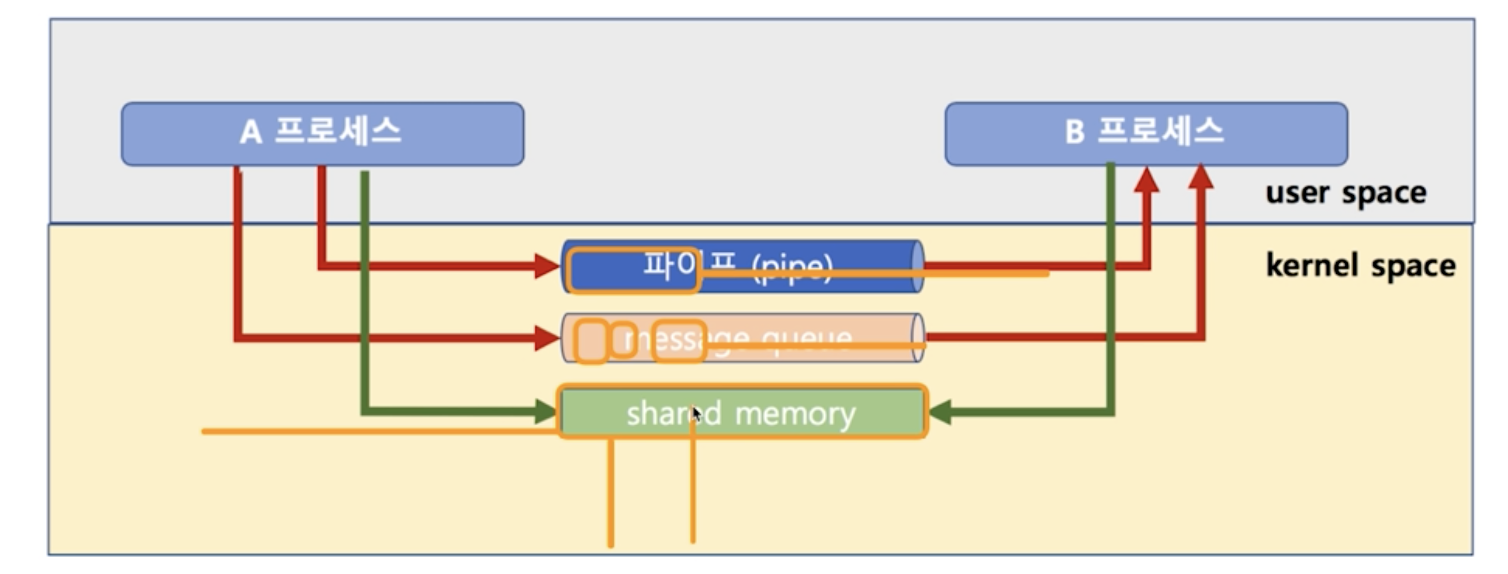 A 프로세스
B 프로세스
user space
kernel space
파이프 (pipe)
message queue
shared memory